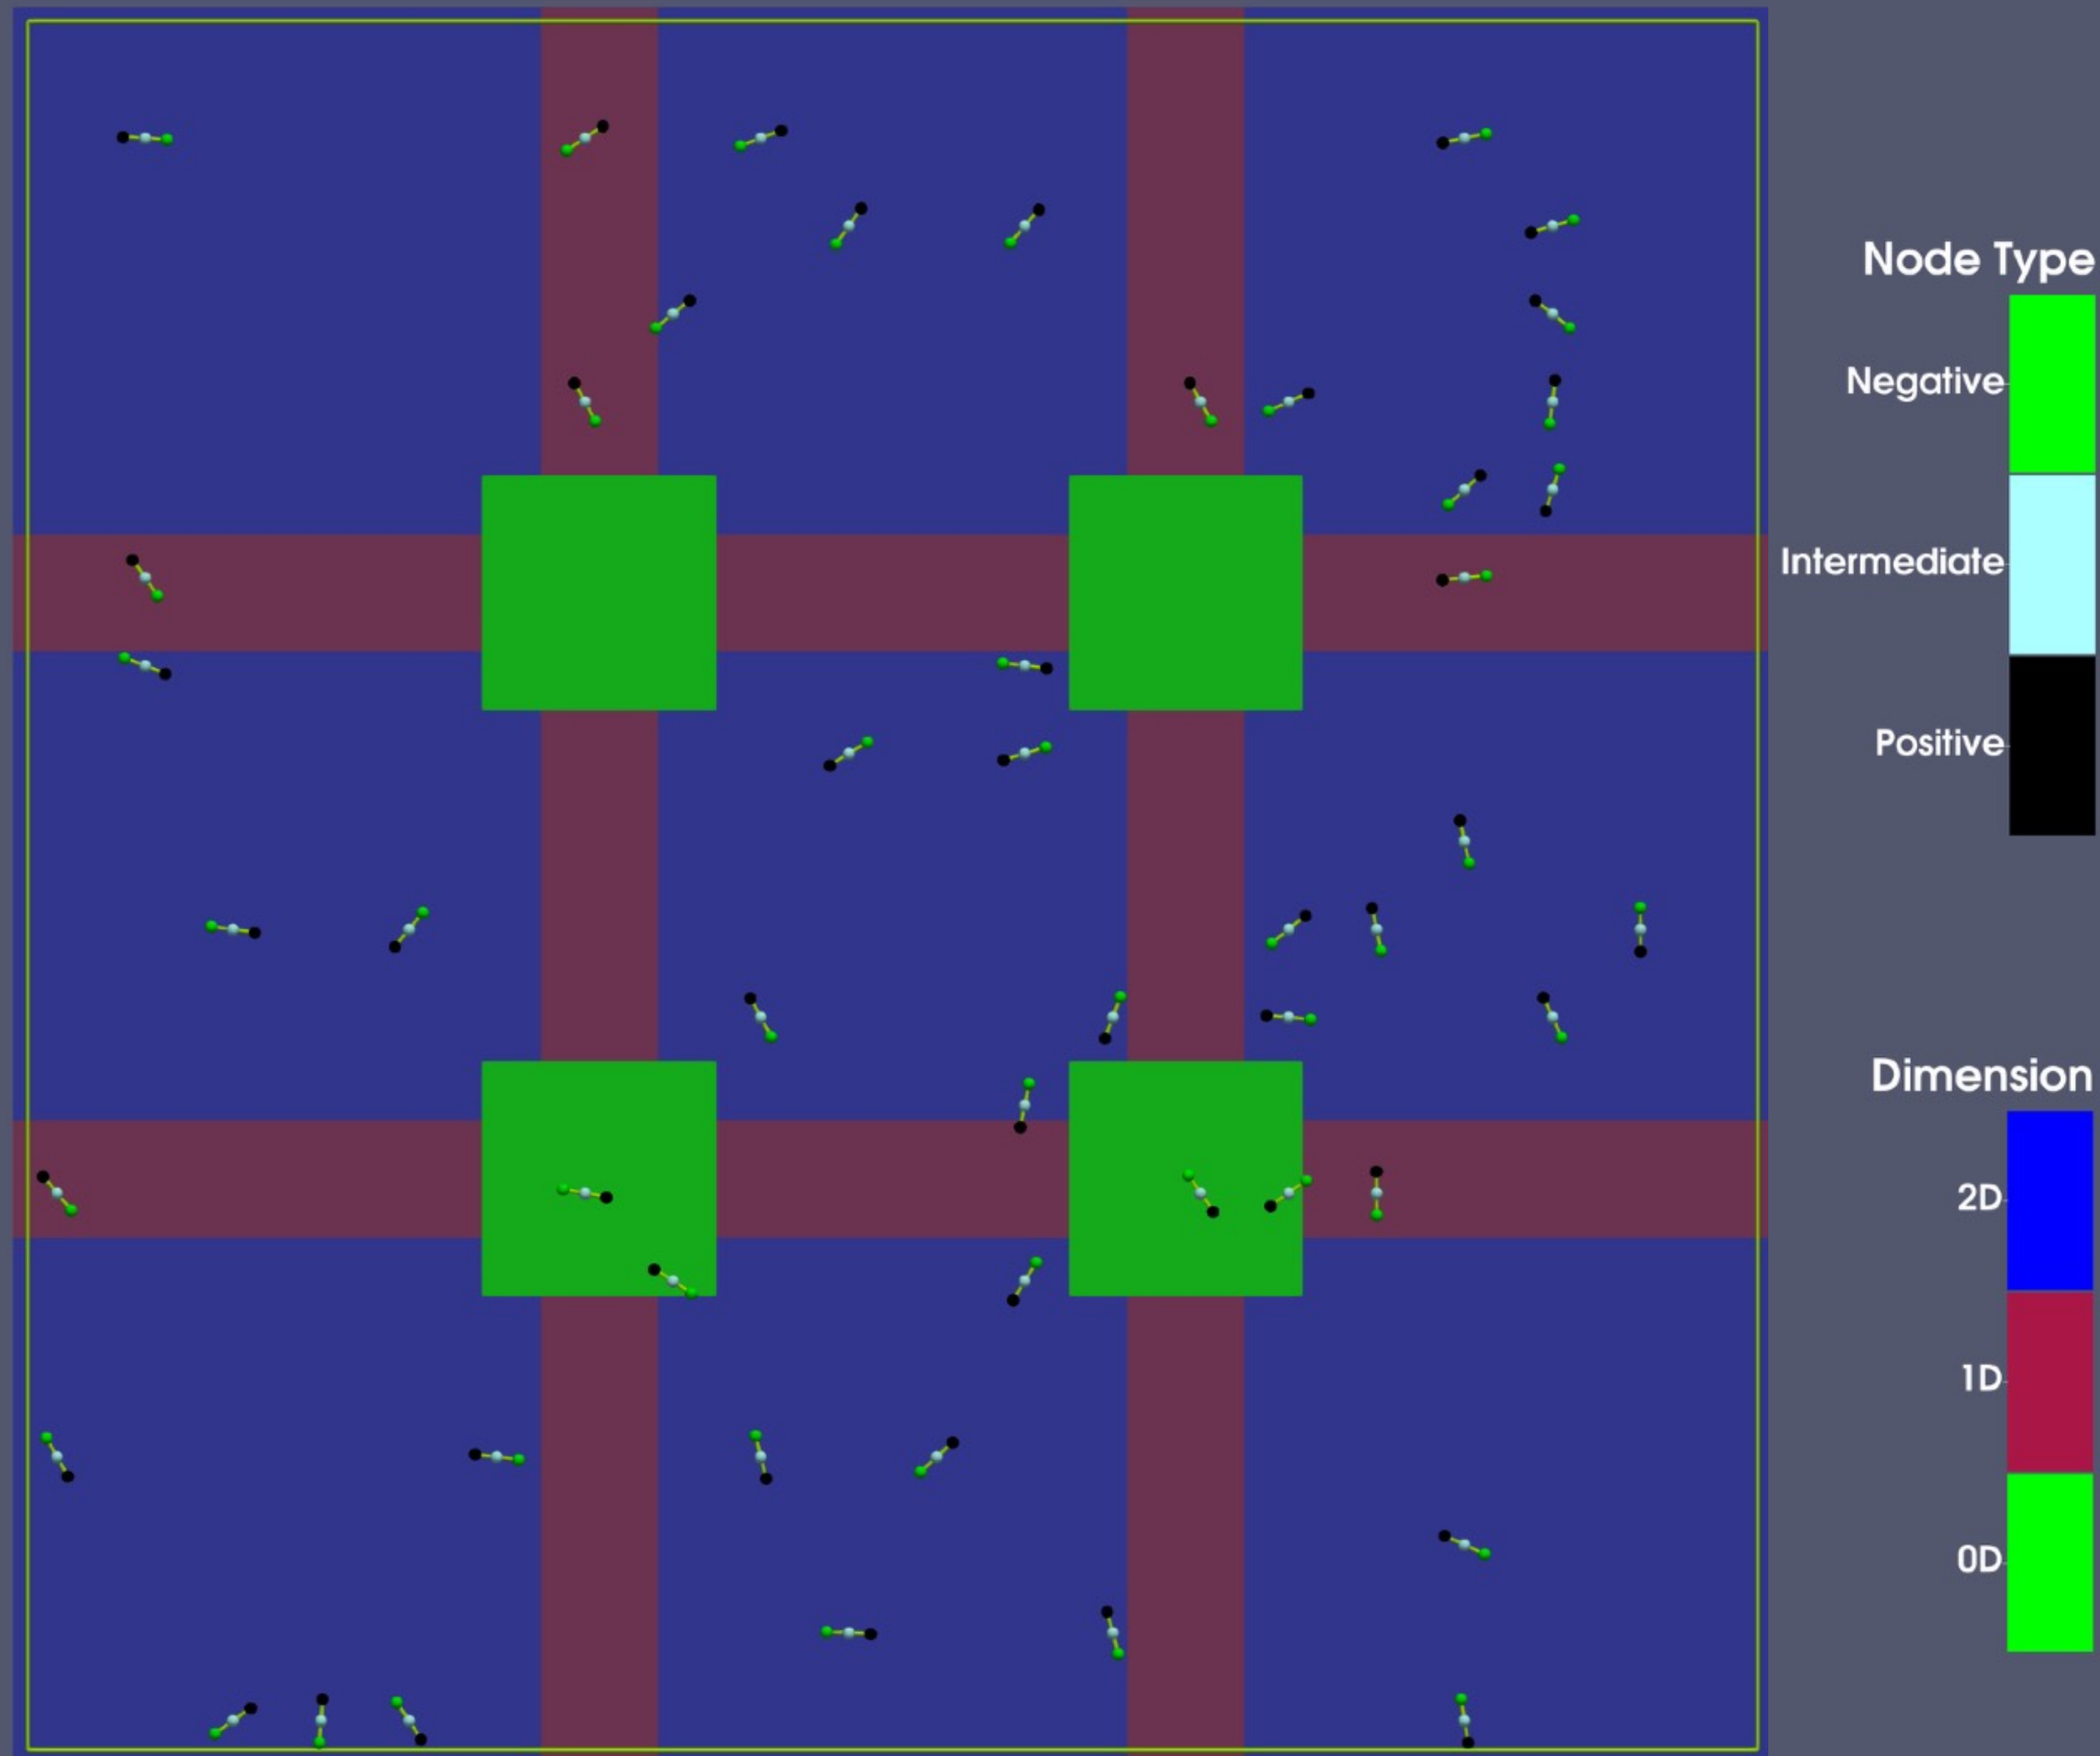 Node Type
Negative
Intermediate
Positive
Dimension
2D
1D
0D